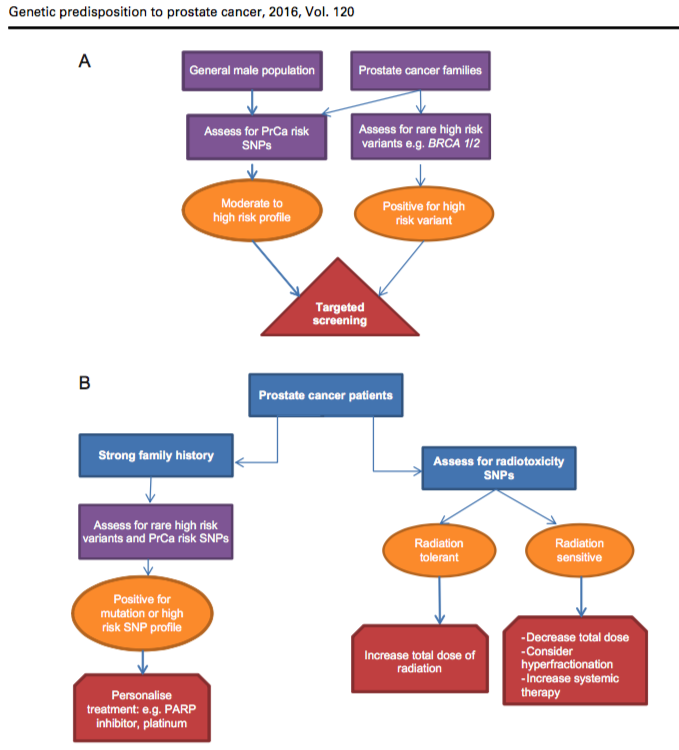 Genetic predisposition to prostate cancer, 2016, Vol. 120
A
General male population
Prostate cancer families
Assess for PrCa risk
SNPs
Assess for rare high risk
variants e.g. BRCA 1/2
Moderate to
high risk profile
Positive for high
risk variant
Targeted
screening
B
Prostate cancer patients
Strong family history
Assess for radiotoxicity
SNPs
Assess for rare high risk
variants and PrCa risk SNPs
Radiation
tolerant
Radiation
sensitive
Positive for
mutation or high
risk SNP profile
Increase total dose of
radiation
-Decrease total dose
-Consider
hyperfractionation
-Increase systemic
therapy
Personalise
treatment: e.g. PARP
inhibitor, platinum